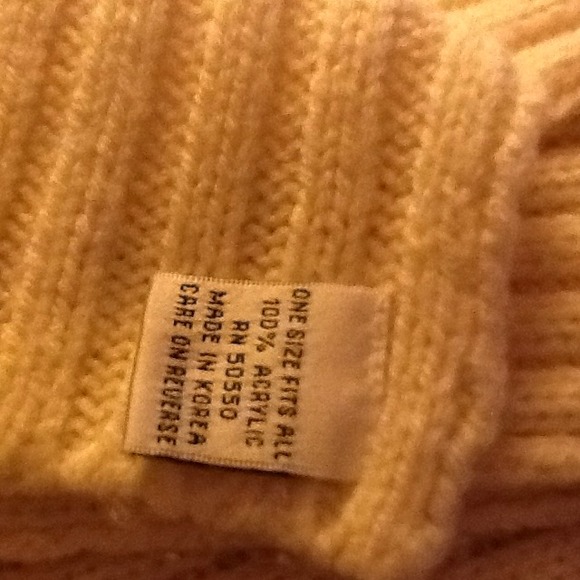 ONE SIZE FITS ALL
100% ACRYLIC
RN 50550
MADE IN KOREA
CARE ON REVERSE